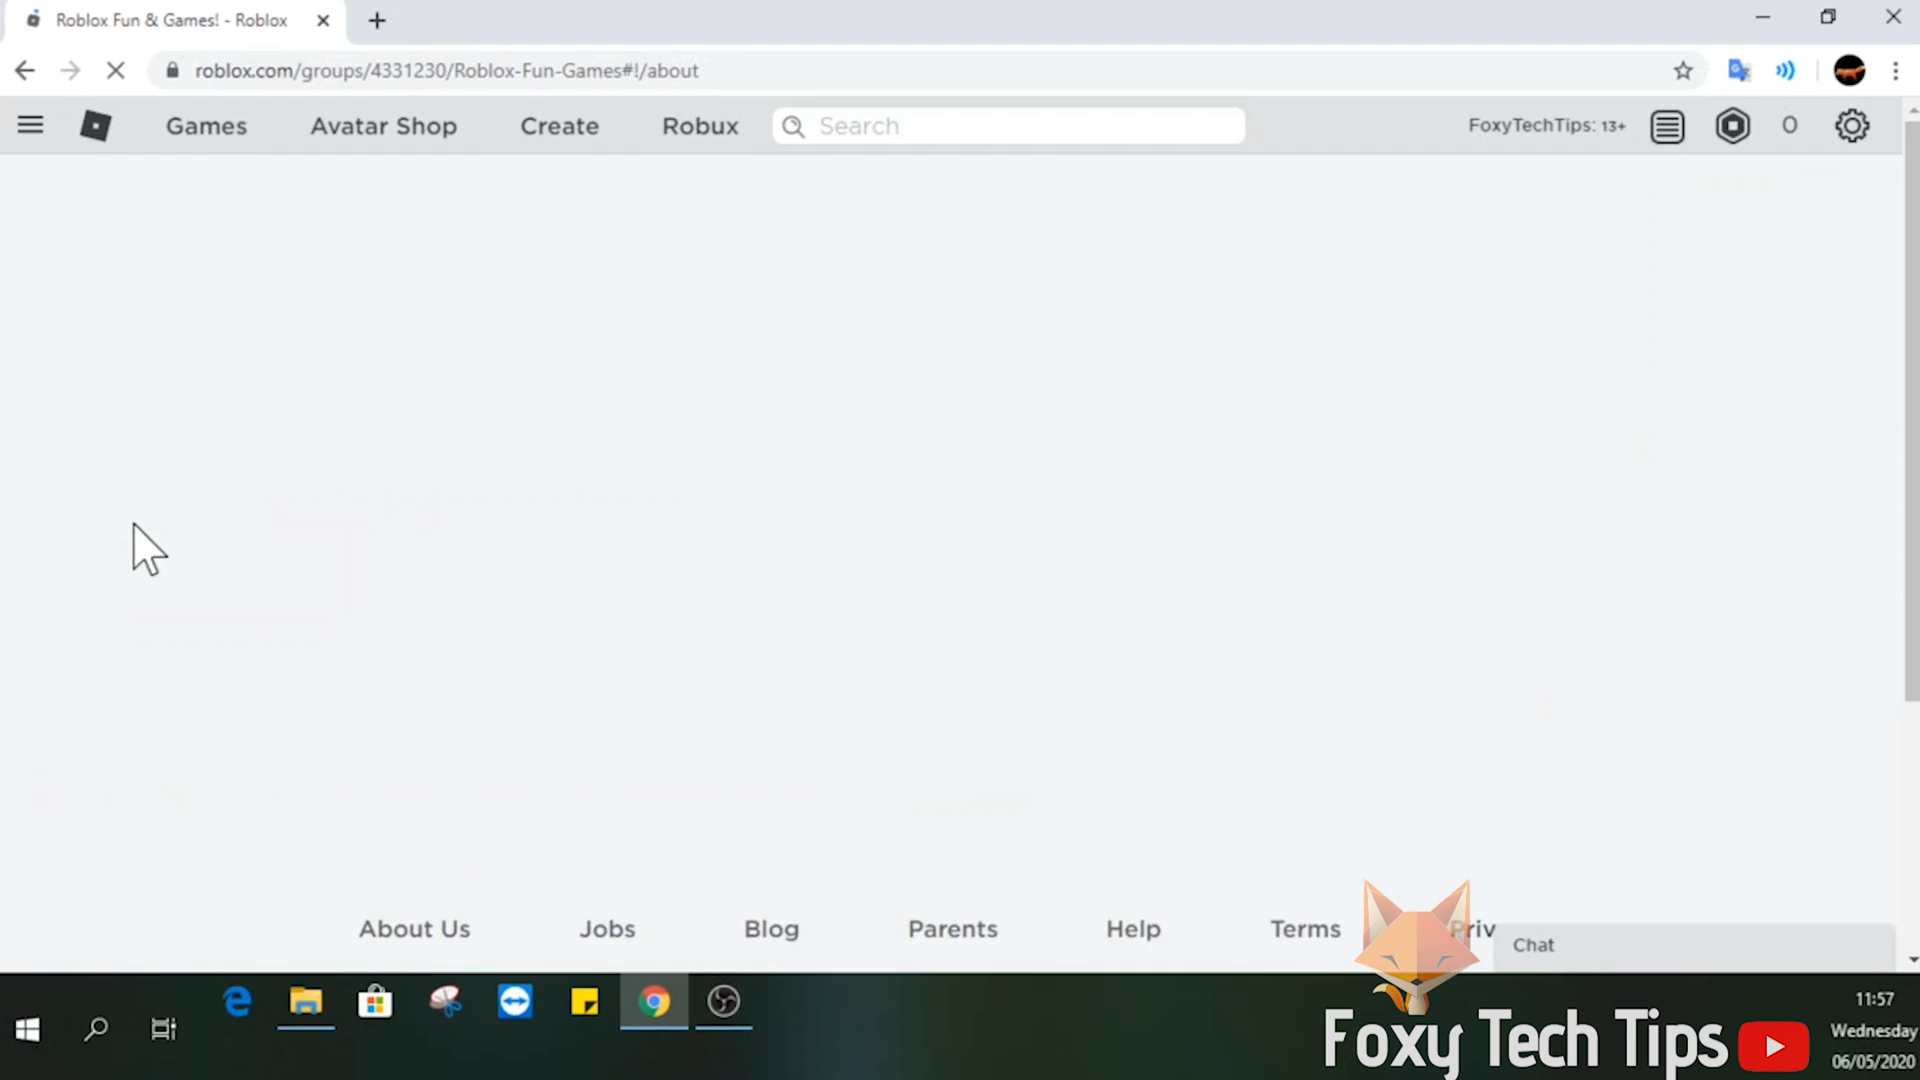 Roblox Fun & Games! - Roblox
roblox.com/groups/4331230/Roblox-Fun-Games#!/about
Games Avatar Shop Create Robux Search FoxyTechTips: 13+ 0
About Us Jobs Blog Parents Help Terms Priv
Chat
11:57
Wednesday
06/05/2020
Foxy Tech Tips